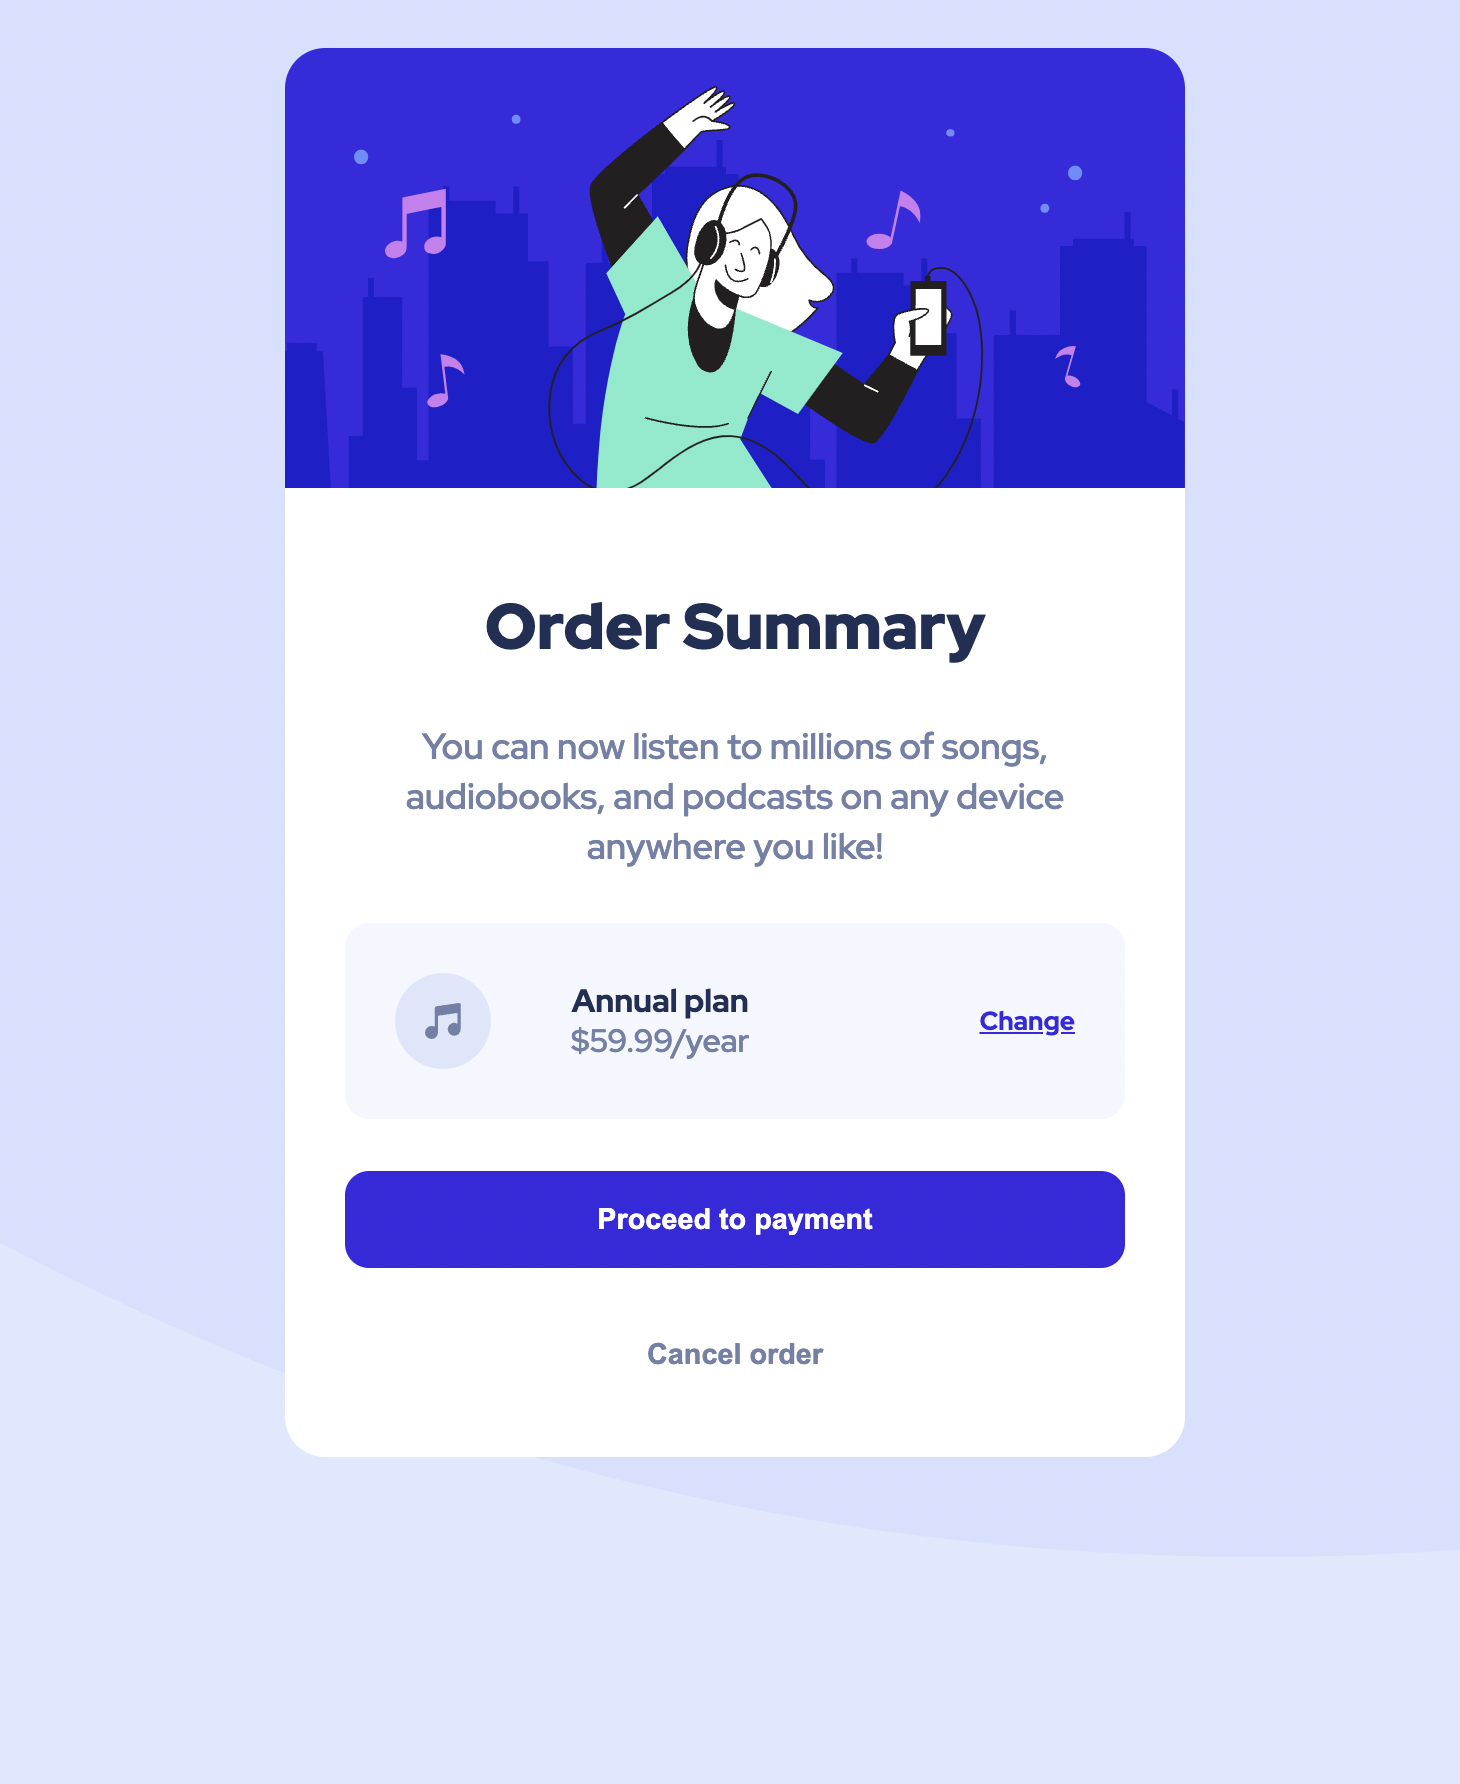 Order Summary
You can now listen to millions of songs,
audiobooks, and podcasts on any device
anywhere you like!
Annual plan
$59.99/year
Change
Proceed to payment
Cancel order